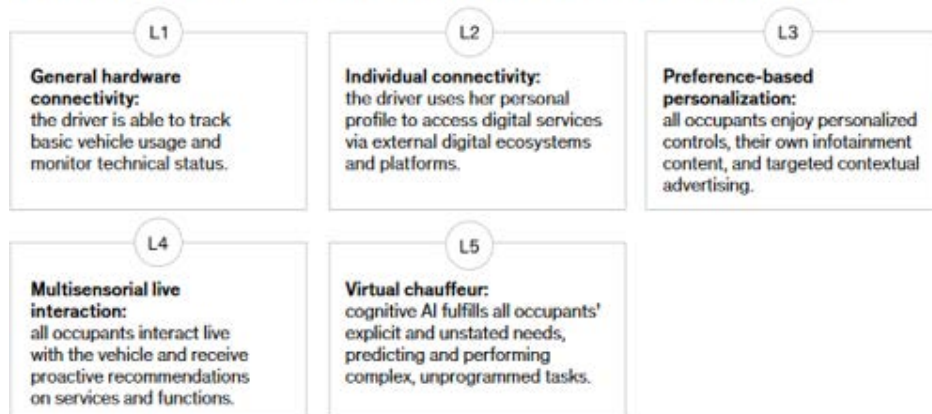 L1
General hardware
connectivity:
the driver is able to track
basic vehicle usage and
monitor technical status.
L2
Individual connectivity:
the driver uses her personal
profile to access digital services
via external digital ecosystems
and platforms.
L3
Preference-based
personalization:
all occupants enjoy personalized
controls, their own infotainment
content, and targeted contextual
advertising.
L4
Multisensorial live
interaction:
all occupants interact live
with the vehicle and receive
proactive recommendations
on services and functions.
L5
Virtual chauffeur:
cognitive AI fulfills all occupants'
explicit and unstated needs,
predicting and performing
complex, unprogrammed tasks.